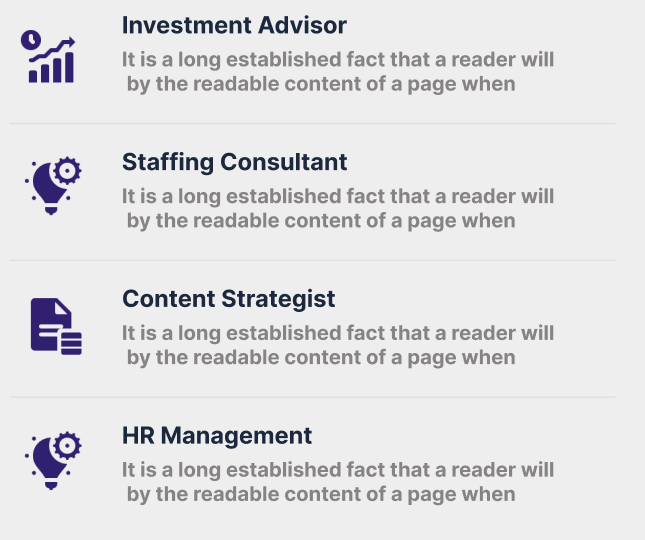 Investment Advisor
It is a long established fact that a reader will
by the readable content of a page when
Staffing Consultant
It is a long established fact that a reader will
by the readable content of a page when
Content Strategist
It is a long established fact that a reader will
by the readable content of a page when
HR Management
It is a long established fact that a reader will
by the readable content of a page when